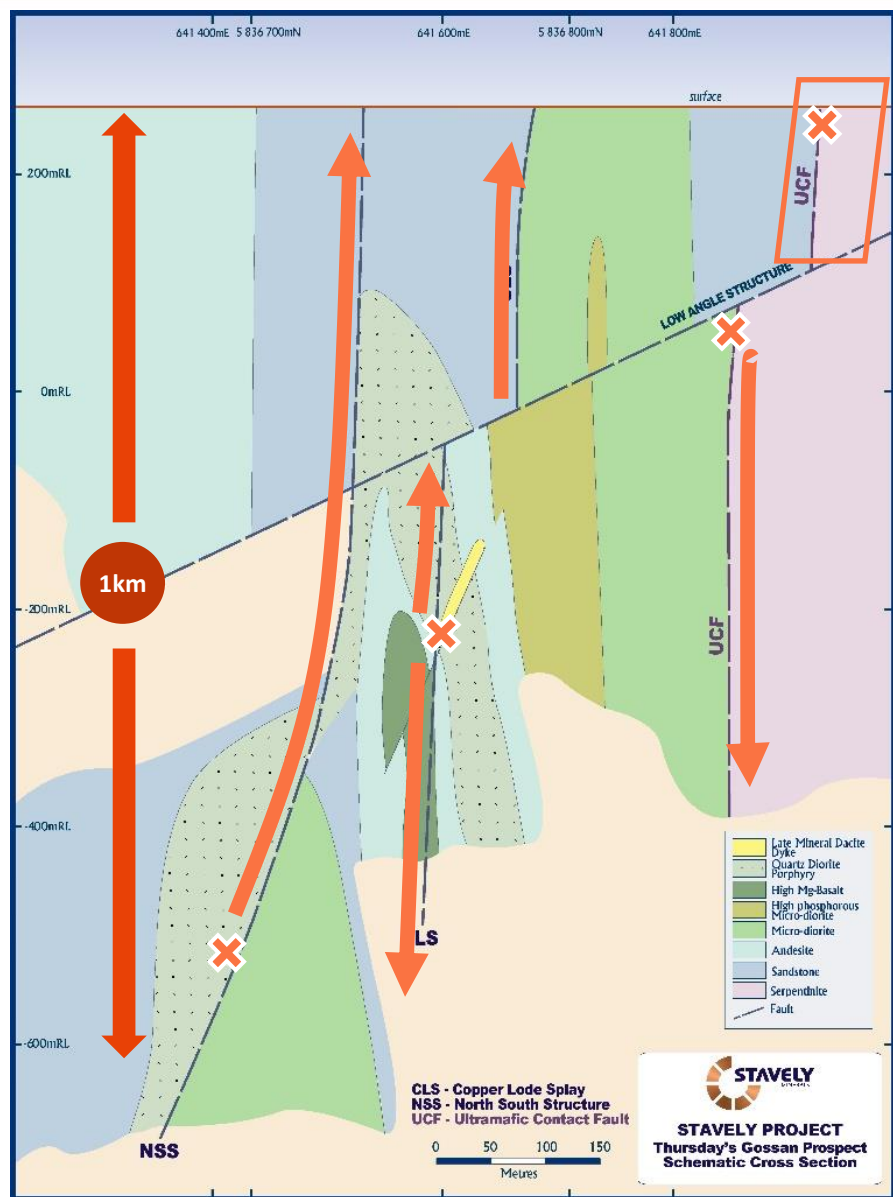 641 400mE 5 836 700mN 641 600mE 5 836 800mN 641 800mE
surface
200mRL
UCF
LOW ANGLE STRUCTURE
0mRL
1km
-200mRL
UCF
-400mRL
LS
-600mRL
NSS
Late Mineral Dacite
Dyke
Quartz Diorite
Porphyry
High Mg-Basalt
High phosphorous
Micro-diorite
Micro-diorite
Andesite
Sandstone
Serpentinite
Fault
CLS - Copper Lode Splay
NSS - North South Structure
UCF - Ultramafic Contact Fault
0 50 100 150
Metres
STAVELY
MINERALS
STAVELY PROJECT
Thursday's Gossan Prospect
Schematic Cross Section